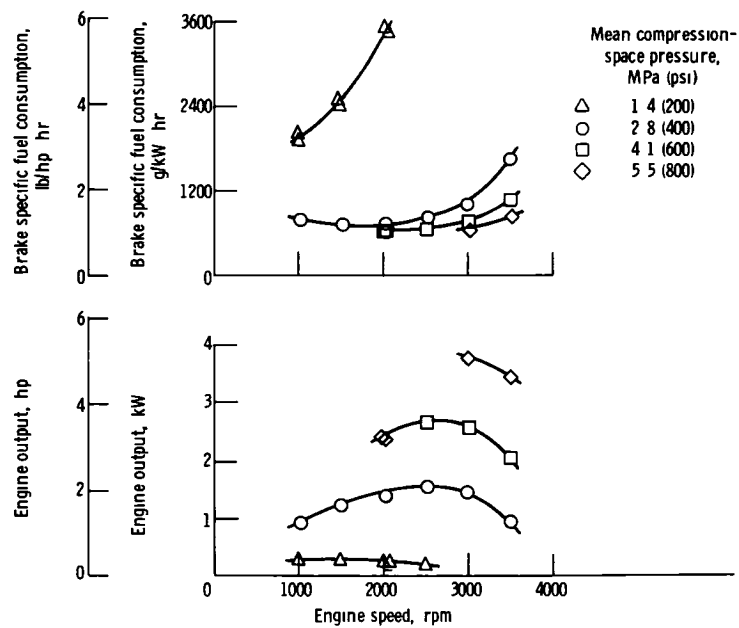 6
4
2
0
Brake specific fuel consumption,
lb/hp hr
3600
2400
1200
0
Brake specific fuel consumption,
g/kW hr
Mean compression-
space pressure,
MPa (psi)
1 4 (200)
2 8 (400)
4 1 (600)
5 5 (800)
6
4
2
0
Engine output, hp
4
3
2
1
0
Engine output, kW
1000 2000 3000 4000
Engine speed, rpm